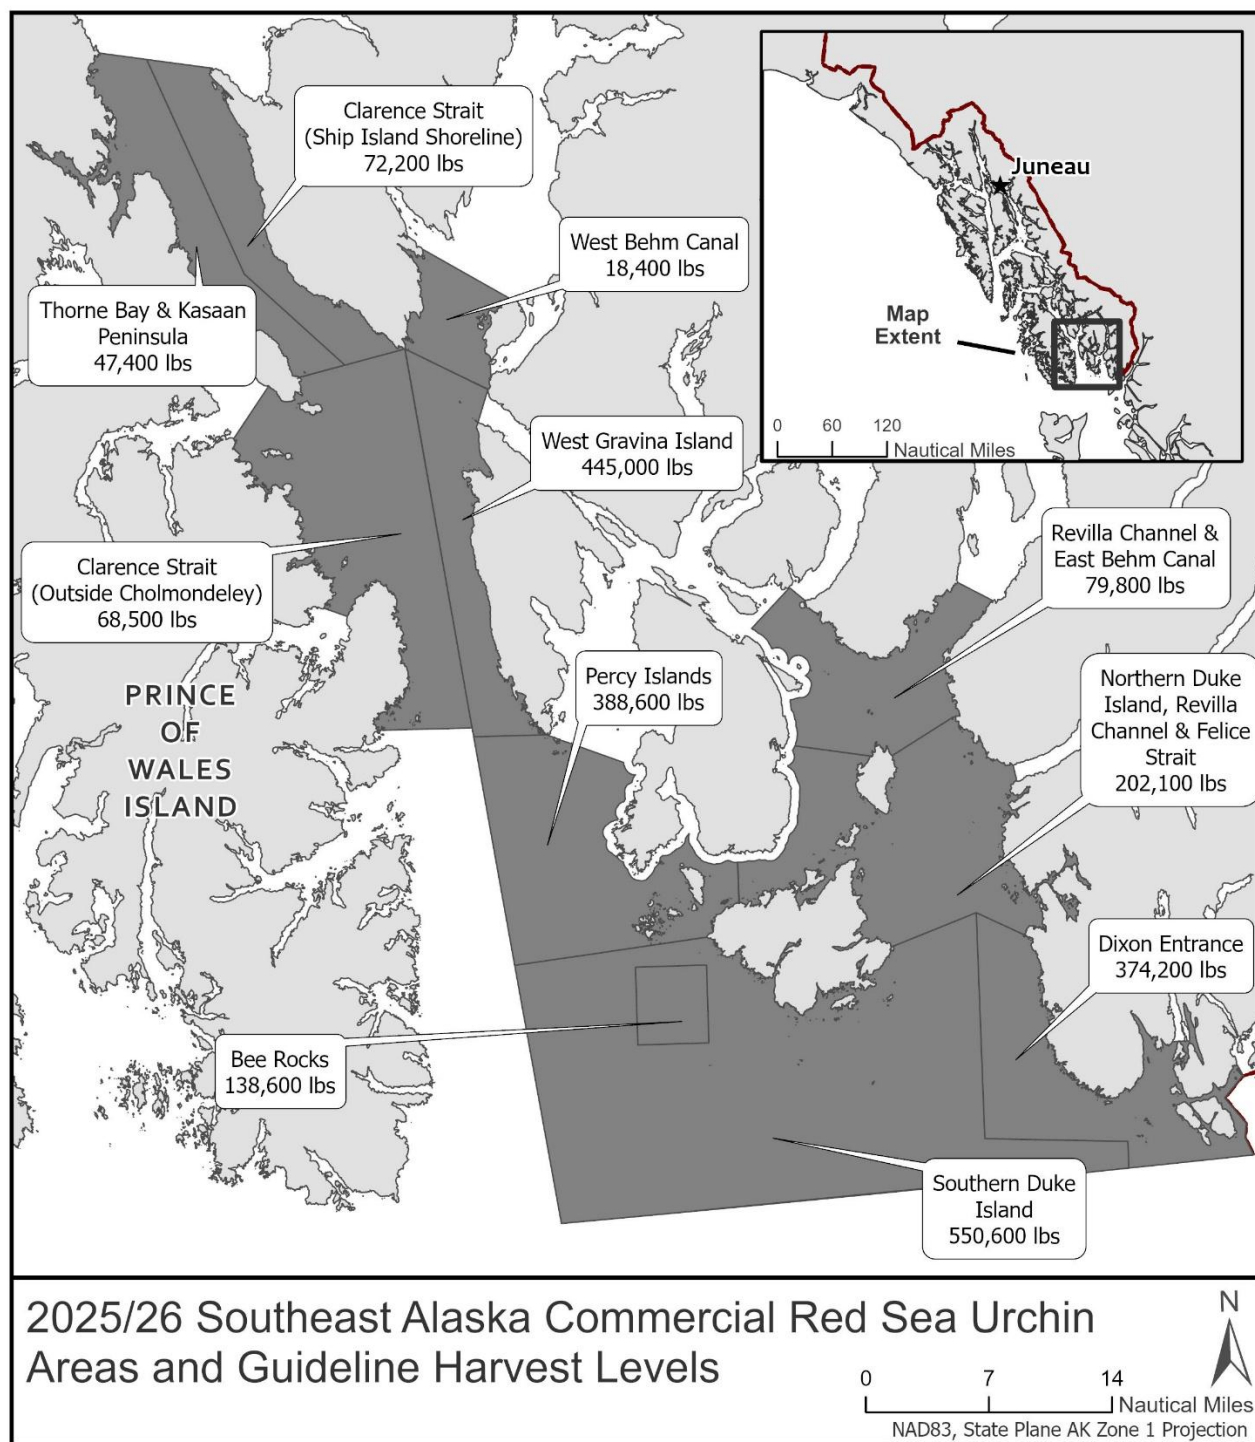 Clarence Strait
(Ship Island Shoreline)
72,200 lbs
Juneau
Map
Extent
0 60 120
Nautical Miles
West Behm Canal
18,400 lbs
Thorne Bay & Kasaan
Peninsula
47,400 lbs
West Gravina Island
445,000 lbs
Clarence Strait
(Outside Cholmondeley)
68,500 lbs
Revilla Channel &
East Behm Canal
79,800 lbs
Percy Islands
388,600 lbs
Northern Duke
Island, Revilla
Channel & Felice
Strait
202,100 lbs
PRINCE
OF
WALES
ISLAND
Dixon Entrance
374,200 lbs
Bee Rocks
138,600 lbs
Southern Duke
Island
550,600 lbs
2025/26 Southeast Alaska Commercial Red Sea Urchin
Areas and Guideline Harvest Levels
N
0 7 14
Nautical Miles
NAD83, State Plane AK Zone 1 Projection